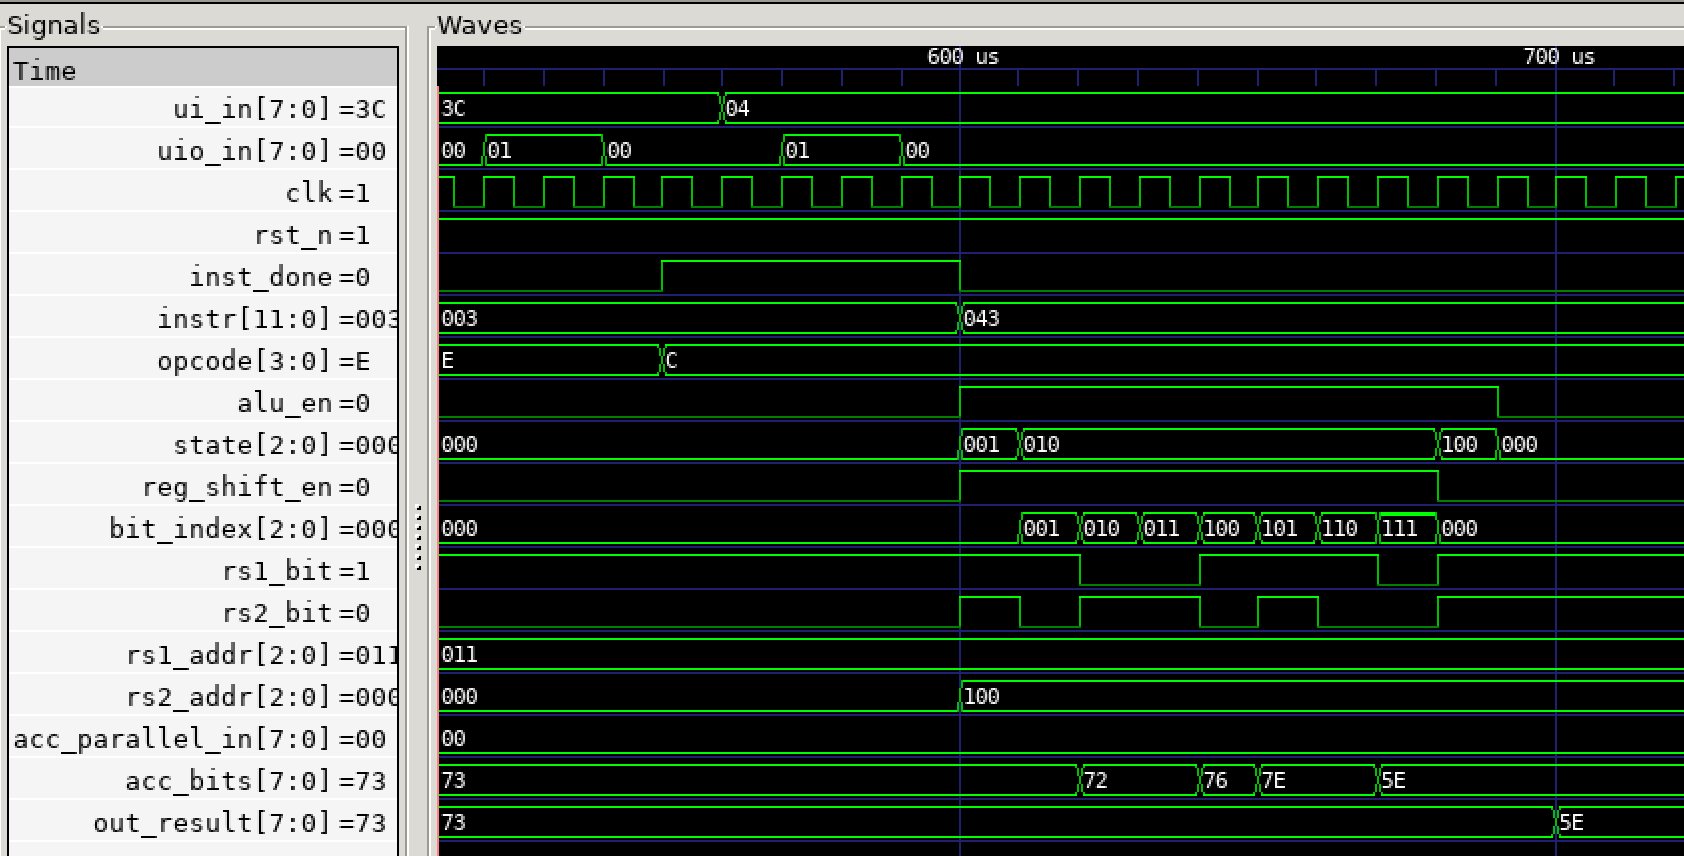 Signals Waves
Time 600 us 700 us
ui_in[7:0] =3C 3C 04
uio_in[7:0] =00 00 01 00 01 00
clk =1
rst_n =1
inst_done =0
instr[11:0] =003 003 043
opcode[3:0] =E E C
alu_en =0
state[2:0] =000 000 001 010 100 000
reg_shift_en =0
bit_index[2:0] =000 000 001 010 011 100 101 110 111 000
rs1_bit =1
rs2_bit =0
rs1_addr[2:0] =011 011
rs2_addr[2:0] =000 000 100
acc_parallel_in[7:0] =00 00
acc_bits[7:0] =73 73 72 76 7E 5E
out_result[7:0] =73 73 5E